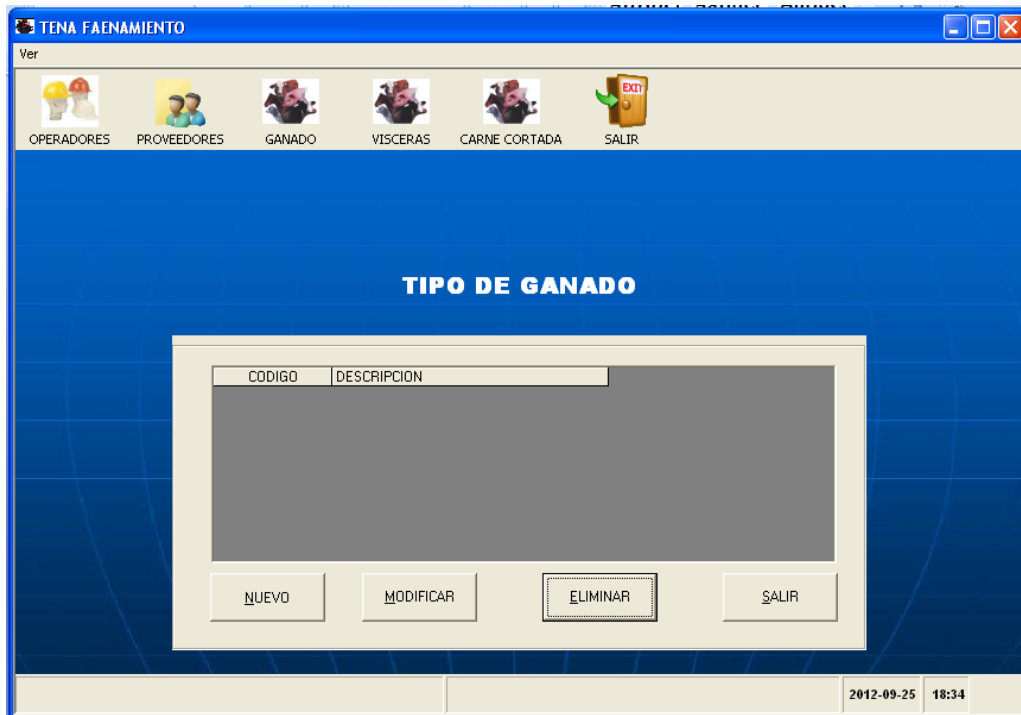 TENA FAENAMIENTO
Ver
EXIT
OPERADORES PROVEEDORES GANADO VISCERAS CARNE CORTADA SALIR
TIPO DE GANADO
CODIGO DESCRIPCION
NUEVO MODIFICAR ELIMINAR SALIR
2012-09-25 18:34